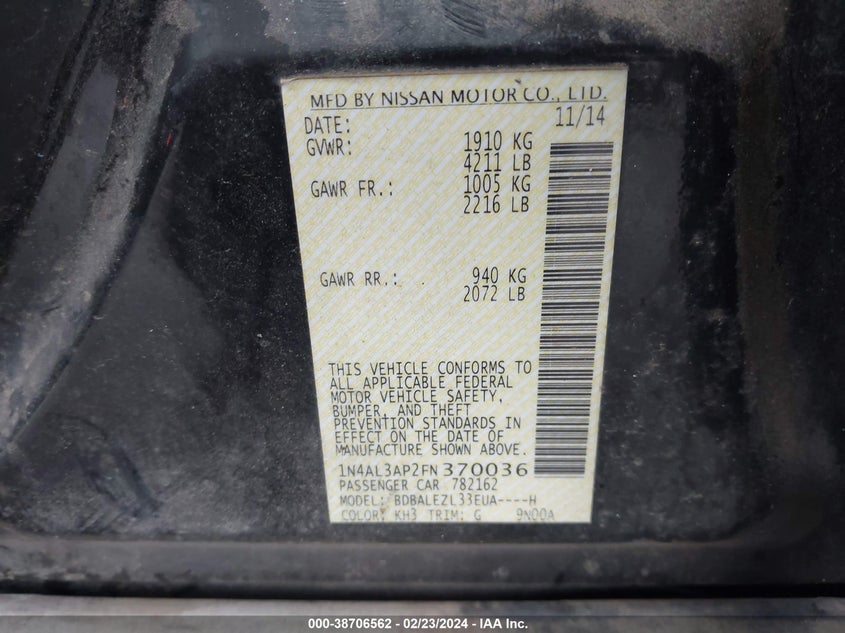 MFD BY NISSAN MOTOR CO., LTD.
DATE: 11/14
GVWR: 1910 KG
4211 LB
GAWR FR.: 1005 KG
2216 LB
GAWR RR.: 940 KG
2072 LB
THIS VEHICLE CONFORMS TO
ALL APPLICABLE FEDERAL
MOTOR VEHICLE SAFETY,
BUMPER, AND THEFT
PREVENTION STANDARDS IN
EFFECT ON THE DATE OF
MANUFACTURE SHOWN ABOVE.
1N4AL3AP2FN370036
PASSENGER CAR 782162
MODEL: BDBALEZL33EUA----H
COLOR: KH3 TRIM: G 9N00A
000-38706562 - 02/23/2024 - IAA Inc.